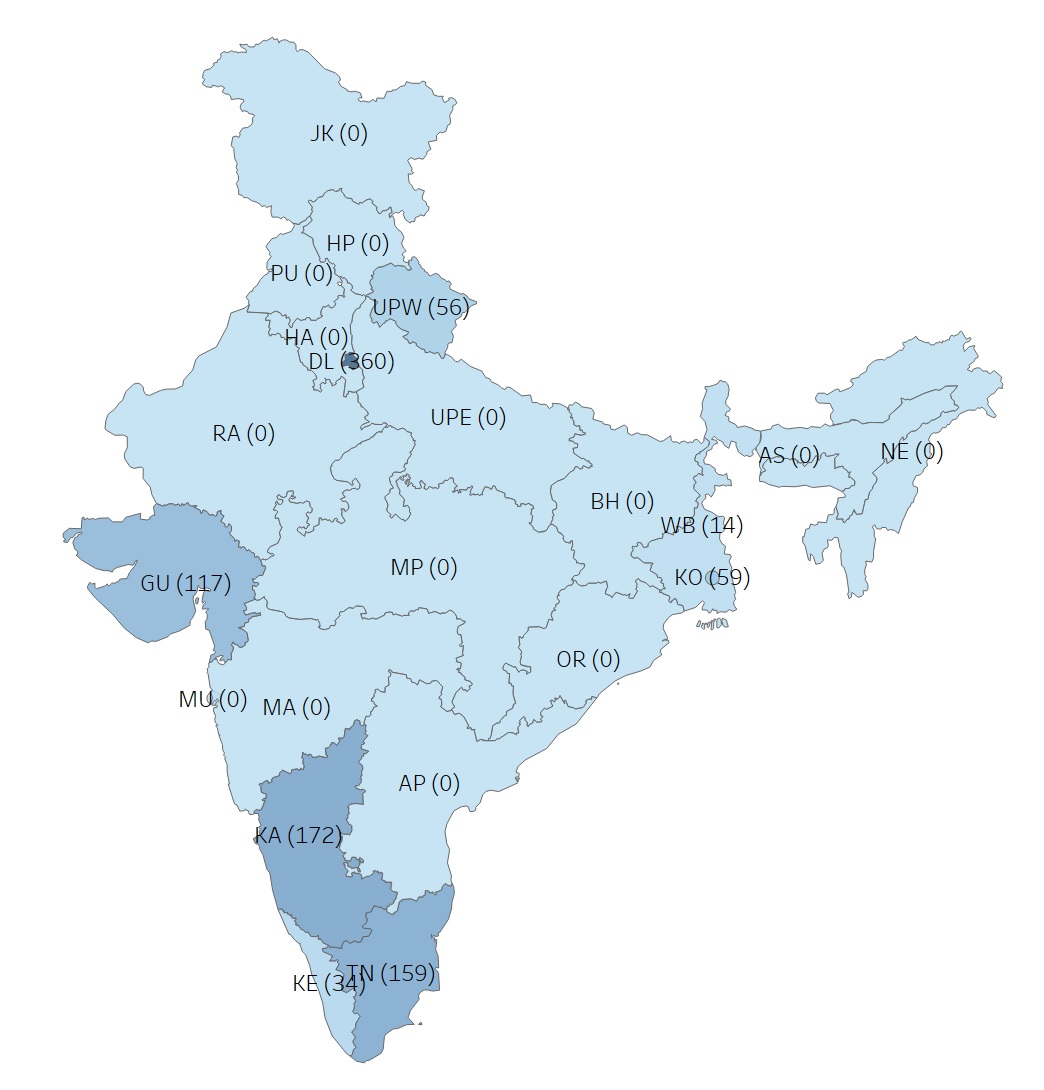 JK (0)
HP (0)
PU (0)
UPW (56)
HA (0)
DL (360)
UPE (0)
RA (0)
AS (0)
NE (0)
BH (0)
WB (14)
MP (0)
KO (59)
GU (117)
OR (0)
MU (0)
MA (0)
AP (0)
KA (172)
TN (159)
KE (34)